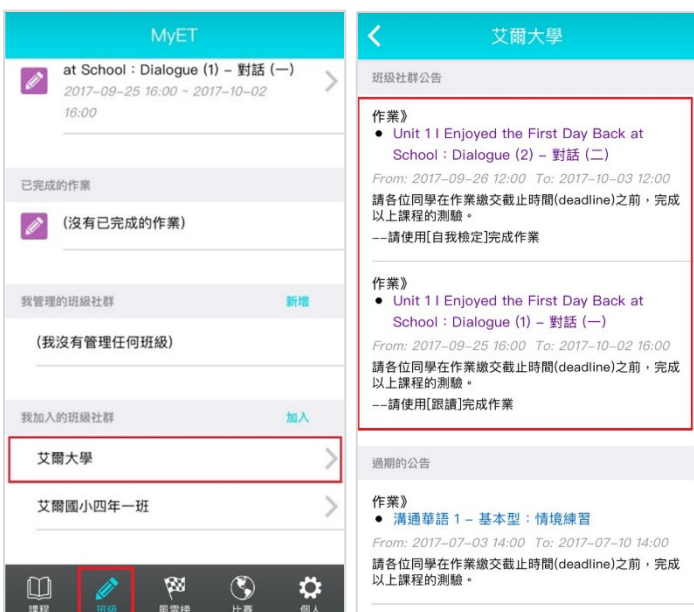 MyET
at School：Dialogue (1) – 對話 (一)
2017-09-25 16:00 ~ 2017-10-02
16:00
已完成的作業
(沒有已完成的作業)
我管理的班級社群 新增
(我沒有管理任何班級)
我加入的班級社群 加入
艾爾大學
艾爾國小四年一班
課程 班級 風雲榜 比賽 個人
艾爾大學
班級社群公告
作業》
● Unit 1 I Enjoyed the First Day Back at
School：Dialogue (2) – 對話 (二)
From: 2017-09-26 12:00 To: 2017-10-03 12:00
請各位同學在作業繳交截止時間(deadline)之前，完成
以上課程的測驗。
--請使用[自我檢定]完成作業
作業》
● Unit 1 I Enjoyed the First Day Back at
School：Dialogue (1) – 對話 (一)
From: 2017-09-25 16:00 To: 2017-10-02 16:00
請各位同學在作業繳交截止時間(deadline)之前，完成
以上課程的測驗。
--請使用[跟讀]完成作業
過期的公告
作業》
● 溝通華語 1 – 基本型：情境練習
From: 2017-07-03 14:00 To: 2017-07-10 14:00
請各位同學在作業繳交截止時間(deadline)之前，完成
以上課程的測驗。